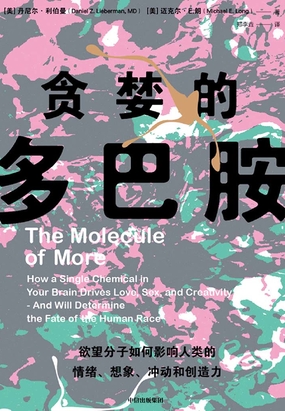 [美] 丹尼尔·利伯曼（Daniel Z. Lieberman, MD） [美] 迈克尔·E.朗（Michael E. Long） 著
译
贪婪的
多巴胺
The Molecule
of More
How a Single Chemical in
Your Brain Drives Love, Sex, and Creativity
- And Will Determine
the Fate of the Human Race
欲望分子如何影响人类的
情绪、想象、冲动和创造力
中信出版集团